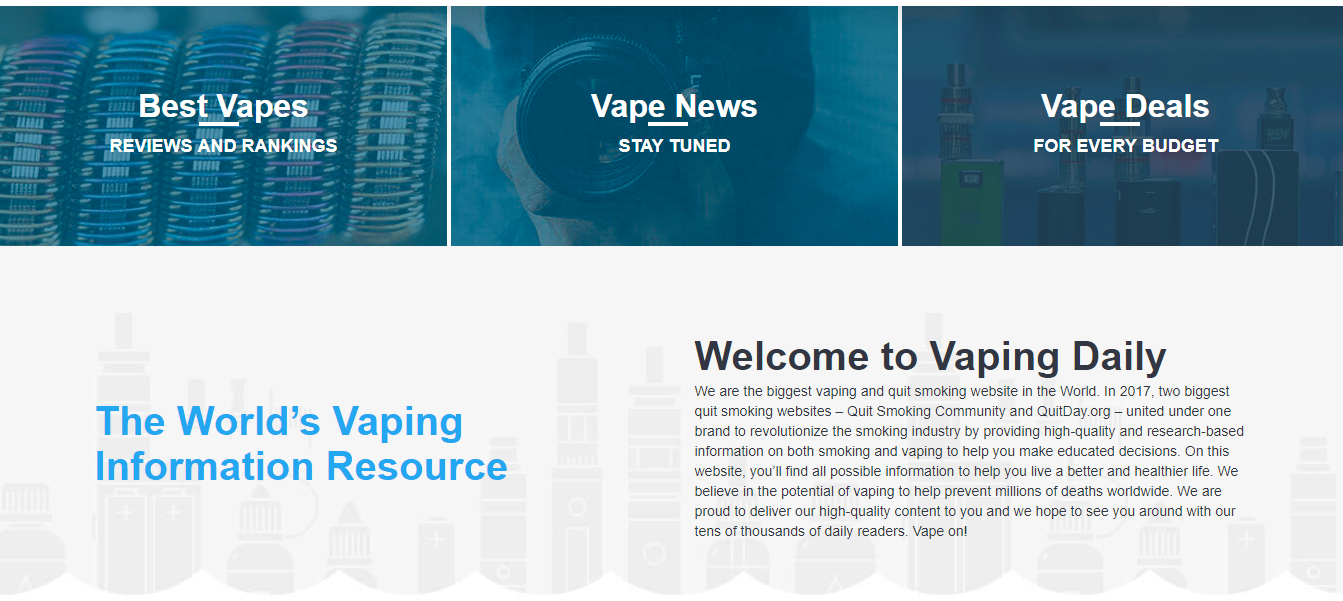 Best Vapes
REVIEWS AND RANKINGS
Vape News
STAY TUNED
Vape Deals
FOR EVERY BUDGET
The World’s Vaping
Information Resource
Welcome to Vaping Daily
We are the biggest vaping and quit smoking website in the World. In 2017, two biggest
quit smoking websites – Quit Smoking Community and QuitDay.org – united under one
brand to revolutionize the smoking industry by providing high-quality and research-based
information on both smoking and vaping to help you make educated decisions. On this
website, you’ll find all possible information to help you live a better and healthier life. We
believe in the potential of vaping to help prevent millions of deaths worldwide. We are
proud to deliver our high-quality content to you and we hope to see you around with our
tens of thousands of daily readers. Vape on!